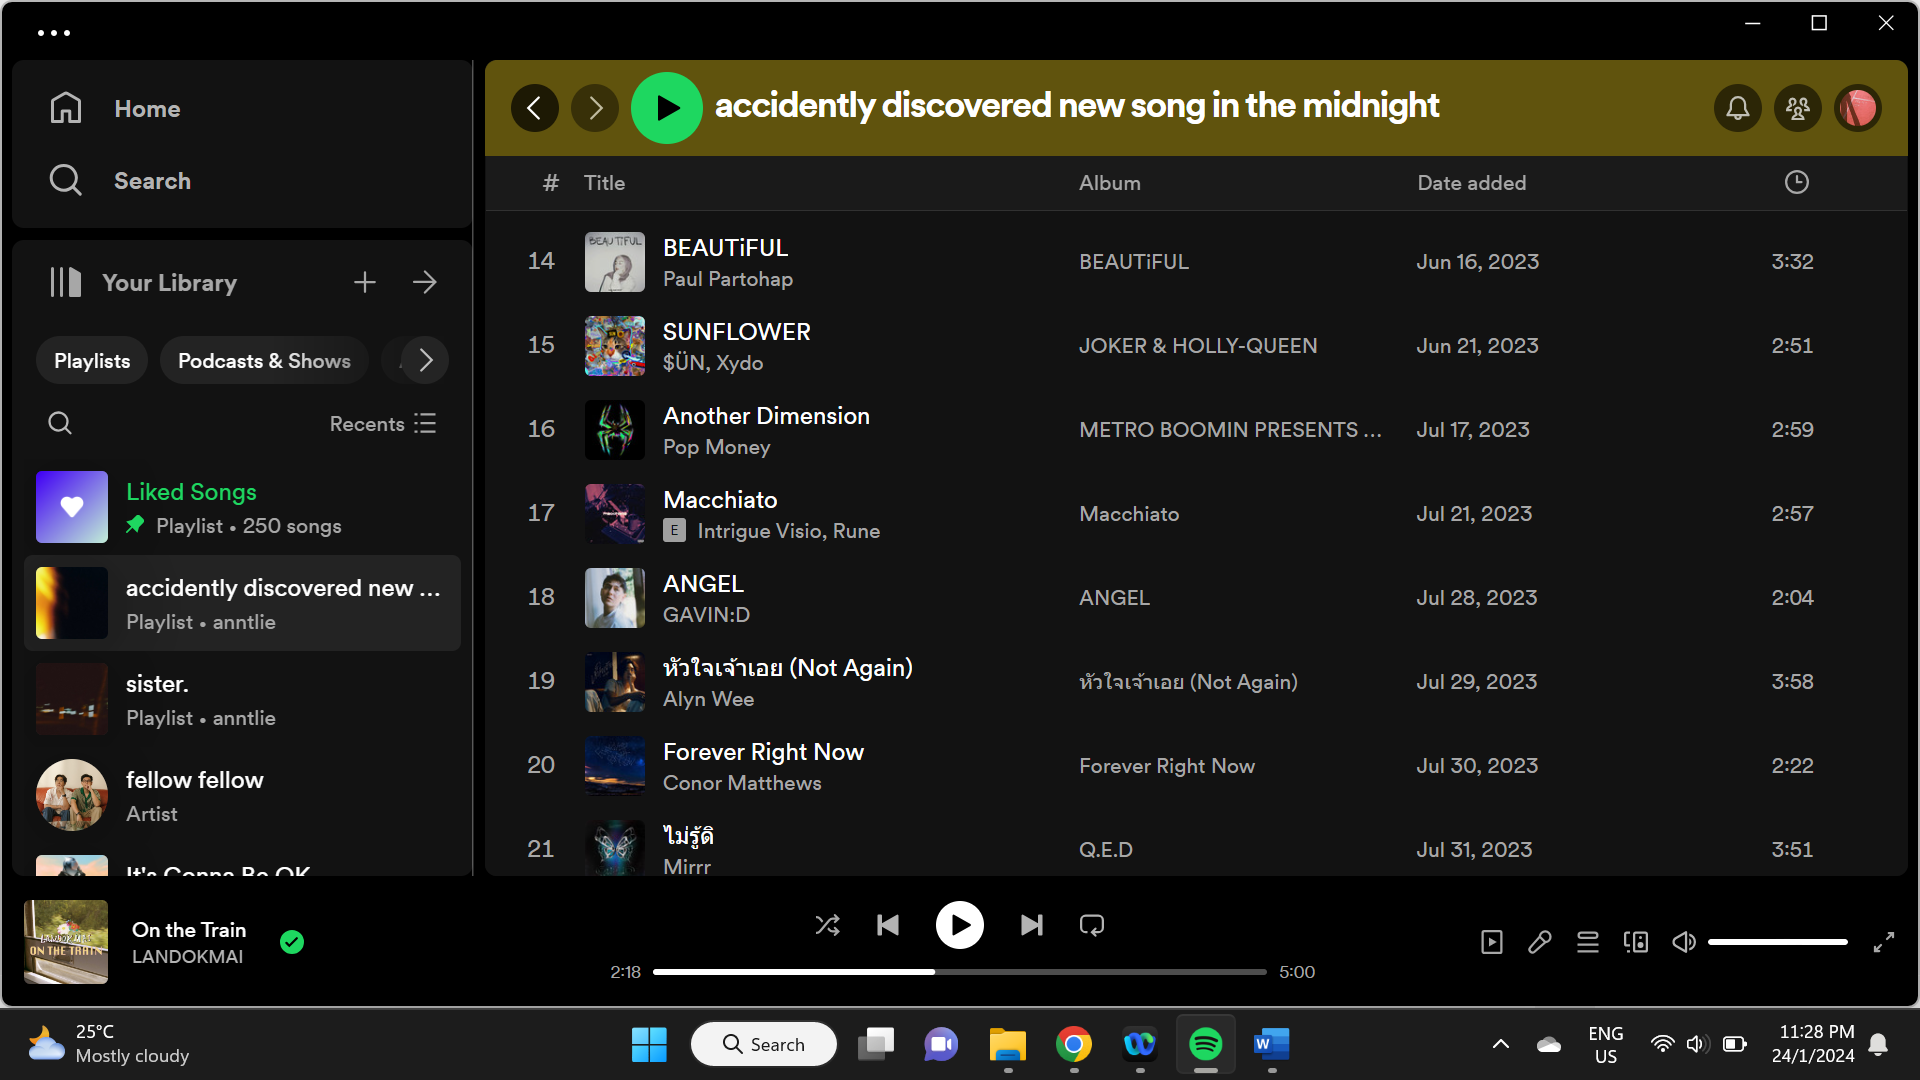 Home
Search
Your Library
Playlists
Podcasts & Shows
Recents
Liked Songs
Playlist • 250 songs
accidently discovered new ...
Playlist • anntlie
sister.
Playlist • anntlie
fellow fellow
Artist
It's Gonna Be OK
accidently discovered new song in the midnight
# Title Album Date added
14 BEAUTiFUL BEAUTiFUL Jun 16, 2023 3:32
BEAUTIFUL
Paul Partohap
15 SUNFLOWER JOKER & HOLLY-QUEEN Jun 21, 2023 2:51
$ÜN, Xydo
16 Another Dimension METRO BOOMIN PRESENTS ... Jul 17, 2023 2:59
Pop Money
17 Macchiato Macchiato Jul 21, 2023 2:57
E Intrigue Visio, Rune
18 ANGEL ANGEL Jul 28, 2023 2:04
GAVIN:D
19 หัวใจเจ้าเอย (Not Again) หัวใจเจ้าเอย (Not Again) Jul 29, 2023 3:58
Alyn Wee
20 Forever Right Now Forever Right Now Jul 30, 2023 2:22
Conor Matthews
21 ไม่รู้ดิ Q.E.D Jul 31, 2023 3:51
Mirrr
LANDOKMAI
ON THE TRAIN
On the Train
LANDOKMAI
2:18 5:00
25°C
Mostly cloudy
Search
W
ENG
US
11:28 PM
24/1/2024